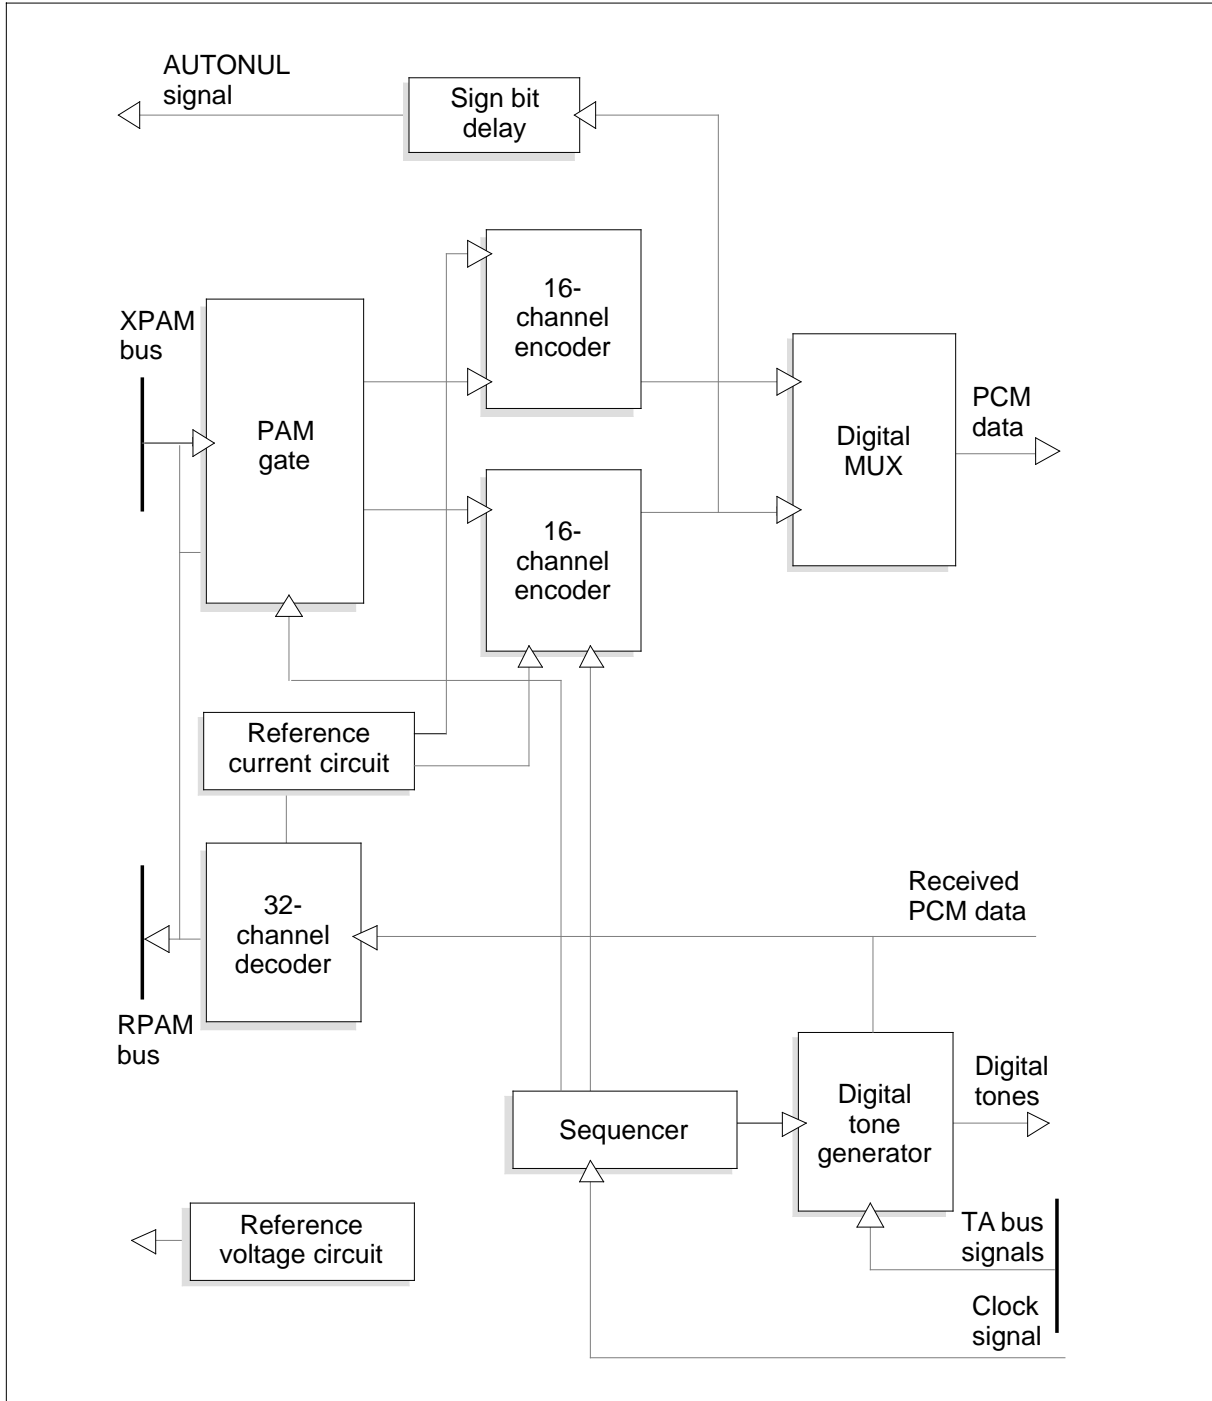 AUTONUL
signal
Sign bit
delay
16-
channel
encoder
XPAM
bus
PAM
gate
Digital
MUX
PCM
data
16-
channel
encoder
Reference
current circuit
32-
channel
decoder
Received
PCM data
RPAM
bus
Sequencer
Digital
tone
generator
Digital
tones
Reference
voltage circuit
TA bus
signals
Clock
signal